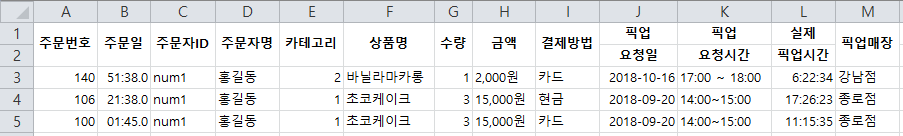 A B C D E F G H I J K L M
1 주문번호 주문일 주문자ID 주문자명 카테고리 상품명 수량 금액 결제방법 픽업 픽업 실제 픽업매장
2 요청일 요청시간 픽업시간
3 140 51:38.0 num1 홍길동 2 바닐라마카롱 1 2,000원 카드 2018-10-16 17:00 ~ 18:00 6:22:34 강남점
4 106 21:38.0 num1 홍길동 1 초코케이크 3 15,000원 현금 2018-09-20 14:00~15:00 17:26:23 종로점
5 100 01:45.0 num1 홍길동 1 초코케이크 3 15,000원 카드 2018-09-20 14:00~15:00 11:15:35 종로점